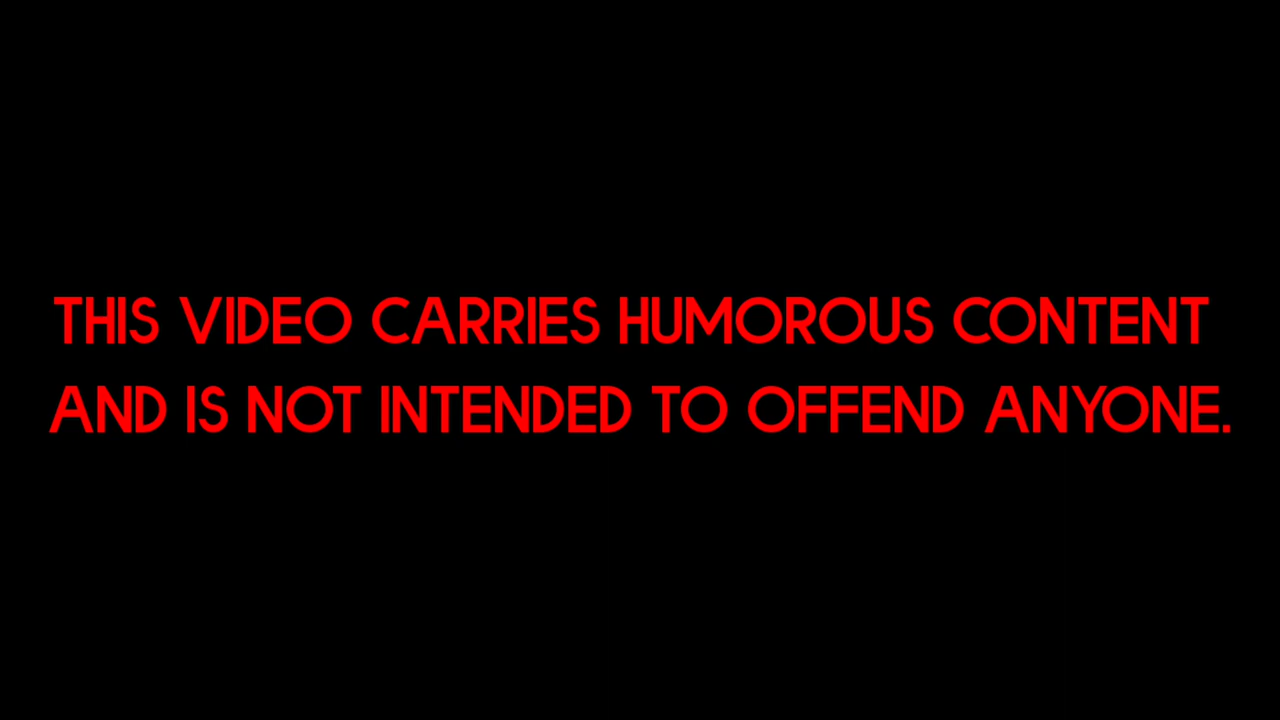 THIS VIDEO CARRIES HUMOROUS CONTENT
AND IS NOT INTENDED TO OFFEND ANYONE.